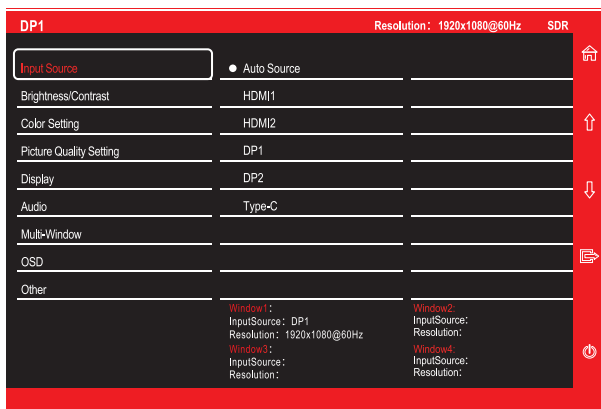 DP1 Resolution: 1920x1080@60Hz SDR
Input Source Auto Source
Brightness/Contrast HDMI1
Color Setting HDMI2
Picture Quality Setting DP1
Display DP2
Audio Type-C
Multi-Window
OSD
Other
Window1: Window2:
InputSource: DP1 InputSource:
Resolution: 1920x1080@60Hz Resolution:
Window3: Window4:
InputSource: InputSource:
Resolution: Resolution: